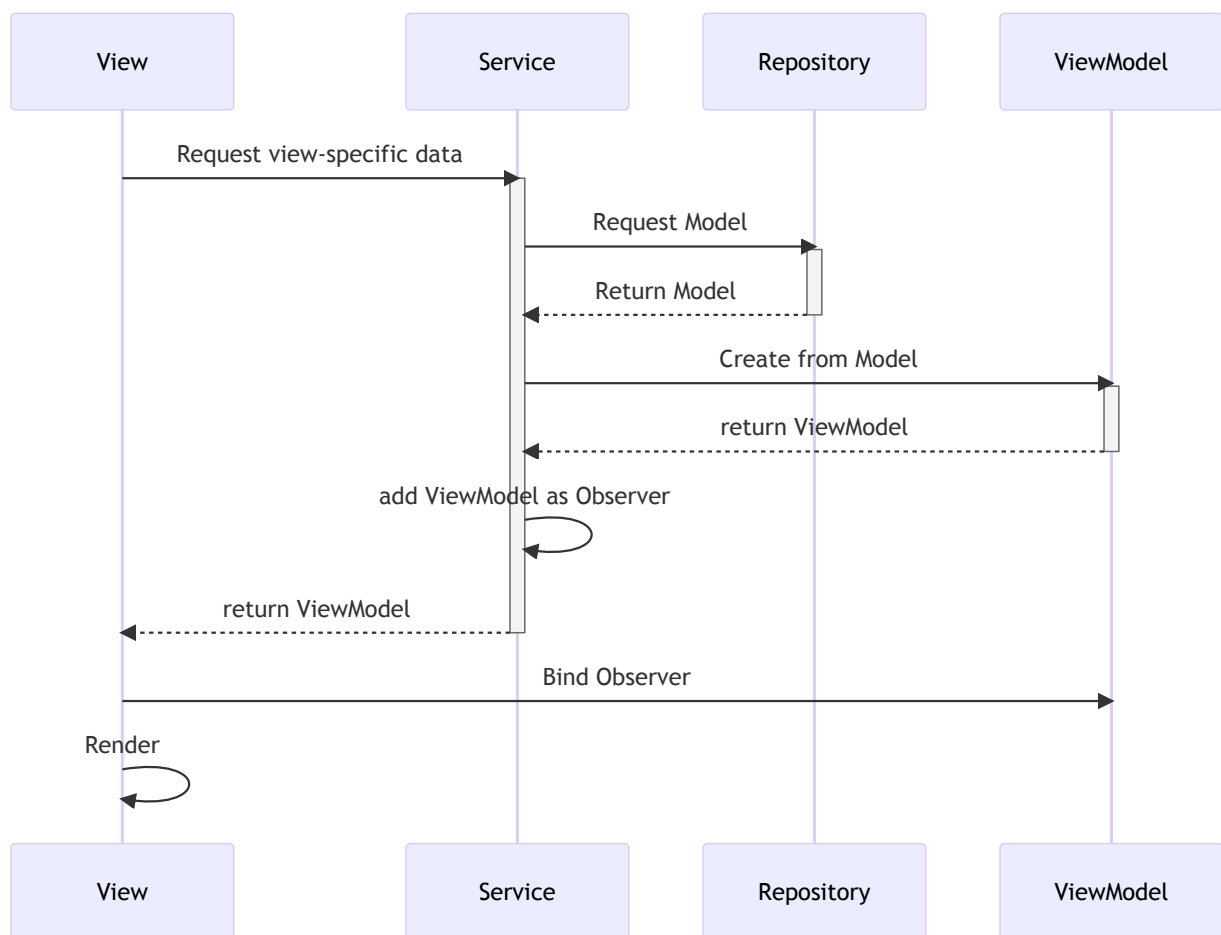 View
Service
Repository
ViewModel
Request view-specific data
Request Model
Return Model
Create from Model
return ViewModel
add ViewModel as Observer
return ViewModel
Bind Observer
Render
View
Service
Repository
ViewModel